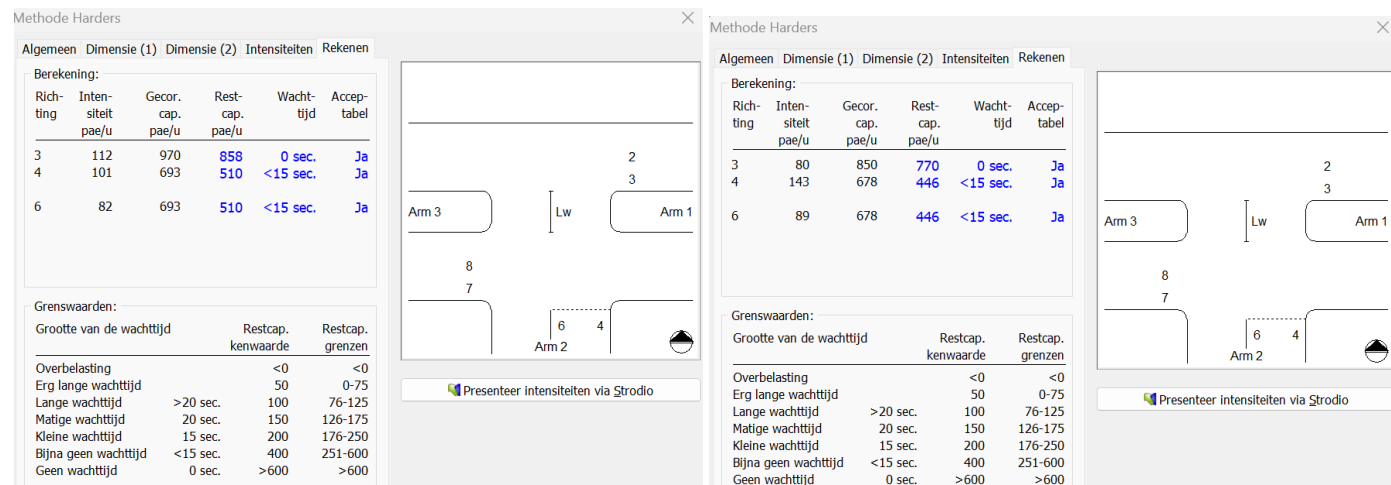 Methode Harders
Algemeen Dimensie (1) Dimensie (2) Intensiteiten Rekenen
Berekening:
Rich- Inten- Gecor. Rest- Wacht- Accep-
ting siteit cap. cap. tijd tabel
pae/u pae/u pae/u
3 112 970 858 0 sec. Ja
4 101 693 510 <15 sec. Ja
6 82 693 510 <15 sec. Ja
Grenswaarden:
Grootte van de wachttijd Restcap. Restcap.
kenwaarde grenzen
Overbelasting <0 <0
Erg lange wachttijd 50 0-75
Lange wachttijd >20 sec. 100 76-125
Matige wachttijd 20 sec. 150 126-175
Kleine wachttijd 15 sec. 200 176-250
Bijna geen wachttijd <15 sec. 400 251-600
Geen wachttijd 0 sec. >600 >600
2
3
Arm 3 Lw Arm 1
8
7
6 4
Arm 2
Presenteer intensiteiten via Strodio
Methode Harders
Algemeen Dimensie (1) Dimensie (2) Intensiteiten Rekenen
Berekening:
Rich- Inten- Gecor. Rest- Wacht- Accep-
ting siteit cap. cap. tijd tabel
pae/u pae/u pae/u
3 80 850 770 0 sec. Ja
4 143 678 446 <15 sec. Ja
6 89 678 446 <15 sec. Ja
Grenswaarden:
Grootte van de wachttijd Restcap. Restcap.
kenwaarde grenzen
Overbelasting <0 <0
Erg lange wachttijd 50 0-75
Lange wachttijd >20 sec. 100 76-125
Matige wachttijd 20 sec. 150 126-175
Kleine wachttijd 15 sec. 200 176-250
Bijna geen wachttijd <15 sec. 400 251-600
Geen wachttijd 0 sec. >600 >600
2
3
Arm 3 Lw Arm 1
8
7
6 4
Arm 2
Presenteer intensiteiten via Strodio